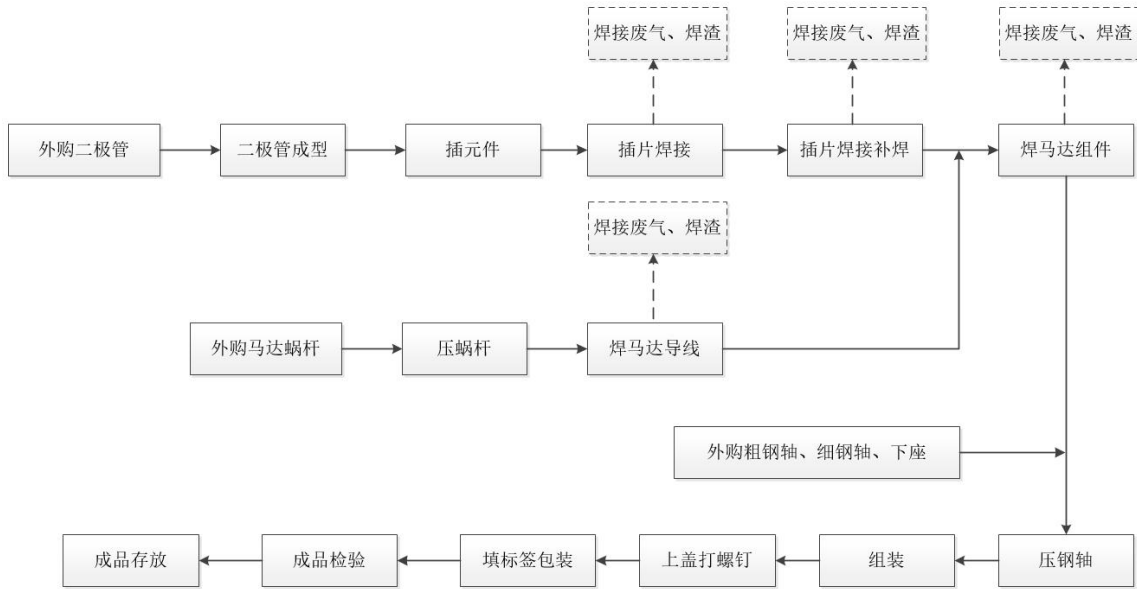 焊接废气、焊渣
焊接废气、焊渣
焊接废气、焊渣
外购二极管
二极管成型
插元件
插片焊接
插片焊接补焊
焊马达组件
焊接废气、焊渣
外购马达蜗杆
压蜗杆
焊马达导线
外购粗钢轴、细钢轴、下座
成品存放
成品检验
填标签包装
上盖打螺钉
组装
压钢轴